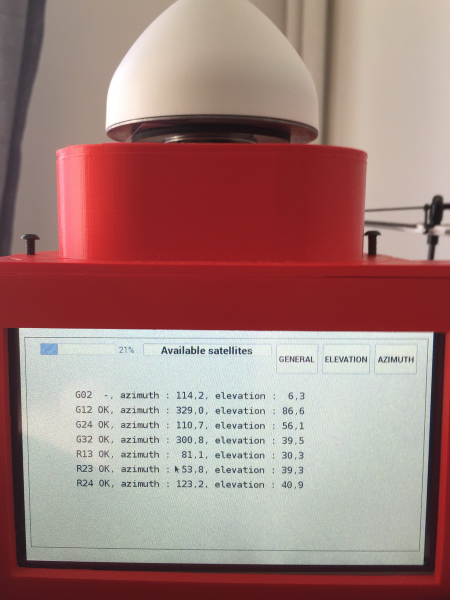 21% Available satellites GENERAL ELEVATION AZIMUTH
G02 -, azimuth : 114,2, elevation : 6,3
G12 OK, azimuth : 329,0, elevation : 86,6
G24 OK, azimuth : 110,7, elevation : 56,1
G32 OK, azimuth : 300,8, elevation : 39,5
R13 OK, azimuth : 81,1, elevation : 30,3
R23 OK, azimuth : 53,8, elevation : 39,3
R24 OK, azimuth : 123,2, elevation : 40,9